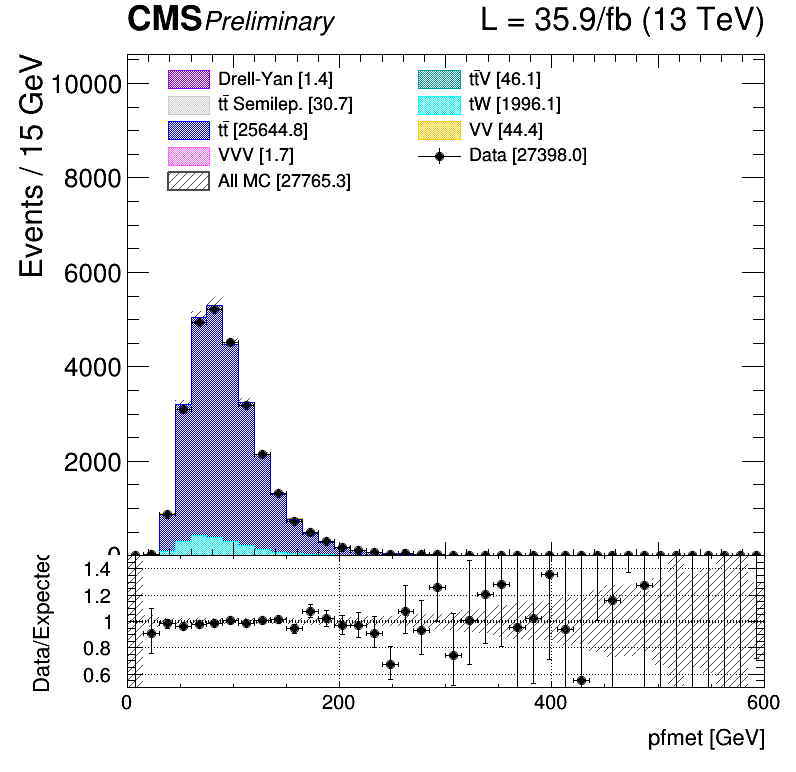 CMS Preliminary L = 35.9/fb (13 TeV)
Events / 15 GeV
10000
8000
6000
4000
2000
0
Drell-Yan [1.4]
tt̄ Semilep. [30.7]
tt̄ [25644.8]
VVV [1.7]
All MC [27765.3]
tt̄V [46.1]
tW [1996.1]
VV [44.4]
Data [27398.0]
Data/Expected
1.4
1.2
1
0.8
0.6
0 200 400 600
pfmet [GeV]